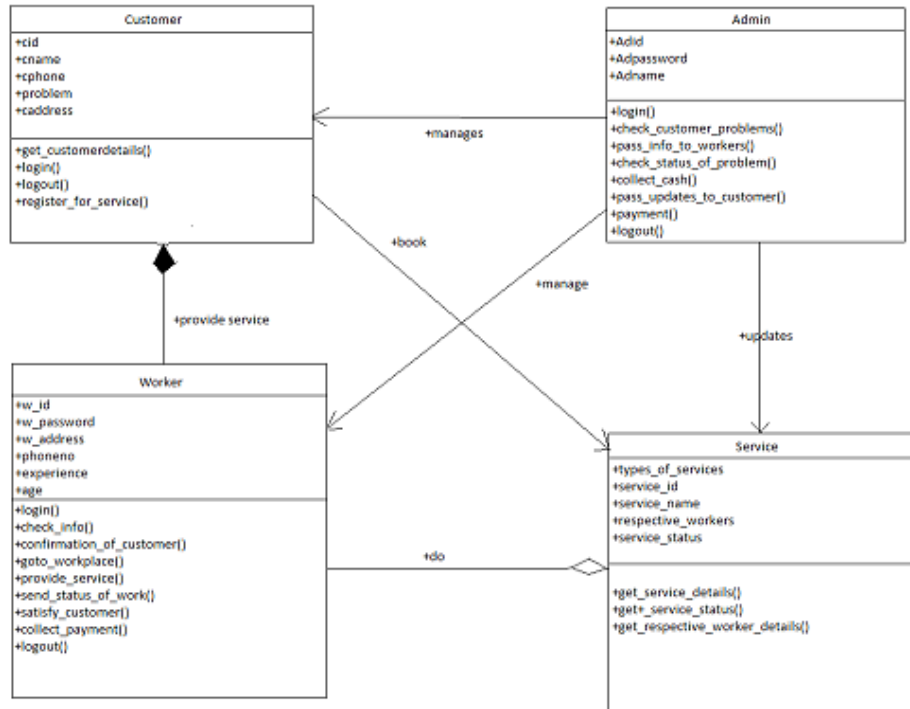 Customer
+cid
+cname
+cphone
+problem
+caddress
+get_customerdetails()
+login()
+logout()
+register_for_service()
Admin
+Adid
+Adpassword
+Adname
+login()
+check_customer_problems()
+pass_info_to_workers()
+check_status_of_problem()
+collect_cash()
+pass_updates_to_customer()
+payment()
+logout()
+manages
+book
+manage
+provide service
+updates
Worker
+w_id
+w_password
+w_address
+phoneno
+experience
+age
+login()
+check_info()
+confirmation_of_customer()
+goto_workplace()
+provide_service()
+send_status_of_work()
+satisfy_customer()
+collect_payment()
+logout()
+do
Service
+types_of_services
+service_id
+service_name
+respective_workers
+service_status
+get_service_details()
+get+_service_status()
+get_respective_worker_details()